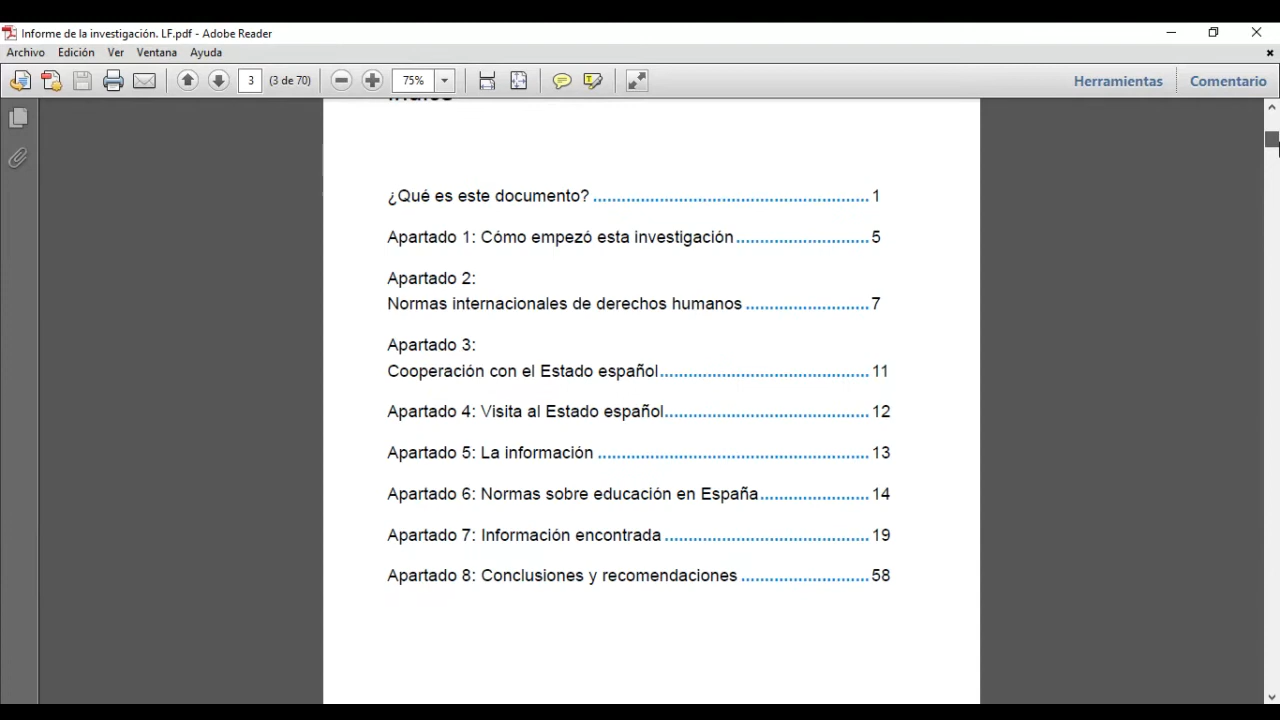 Informe de la investigación. LF.pdf - Adobe Reader
Archivo Edición Ver Ventana Ayuda
3 (3 de 70) 75% Herramientas Comentario
¿Qué es este documento? 1
Apartado 1: Cómo empezó esta investigación 5
Apartado 2:
Normas internacionales de derechos humanos 7
Apartado 3:
Cooperación con el Estado español 11
Apartado 4: Visita al Estado español 12
Apartado 5: La información 13
Apartado 6: Normas sobre educación en España 14
Apartado 7: Información encontrada 19
Apartado 8: Conclusiones y recomendaciones 58